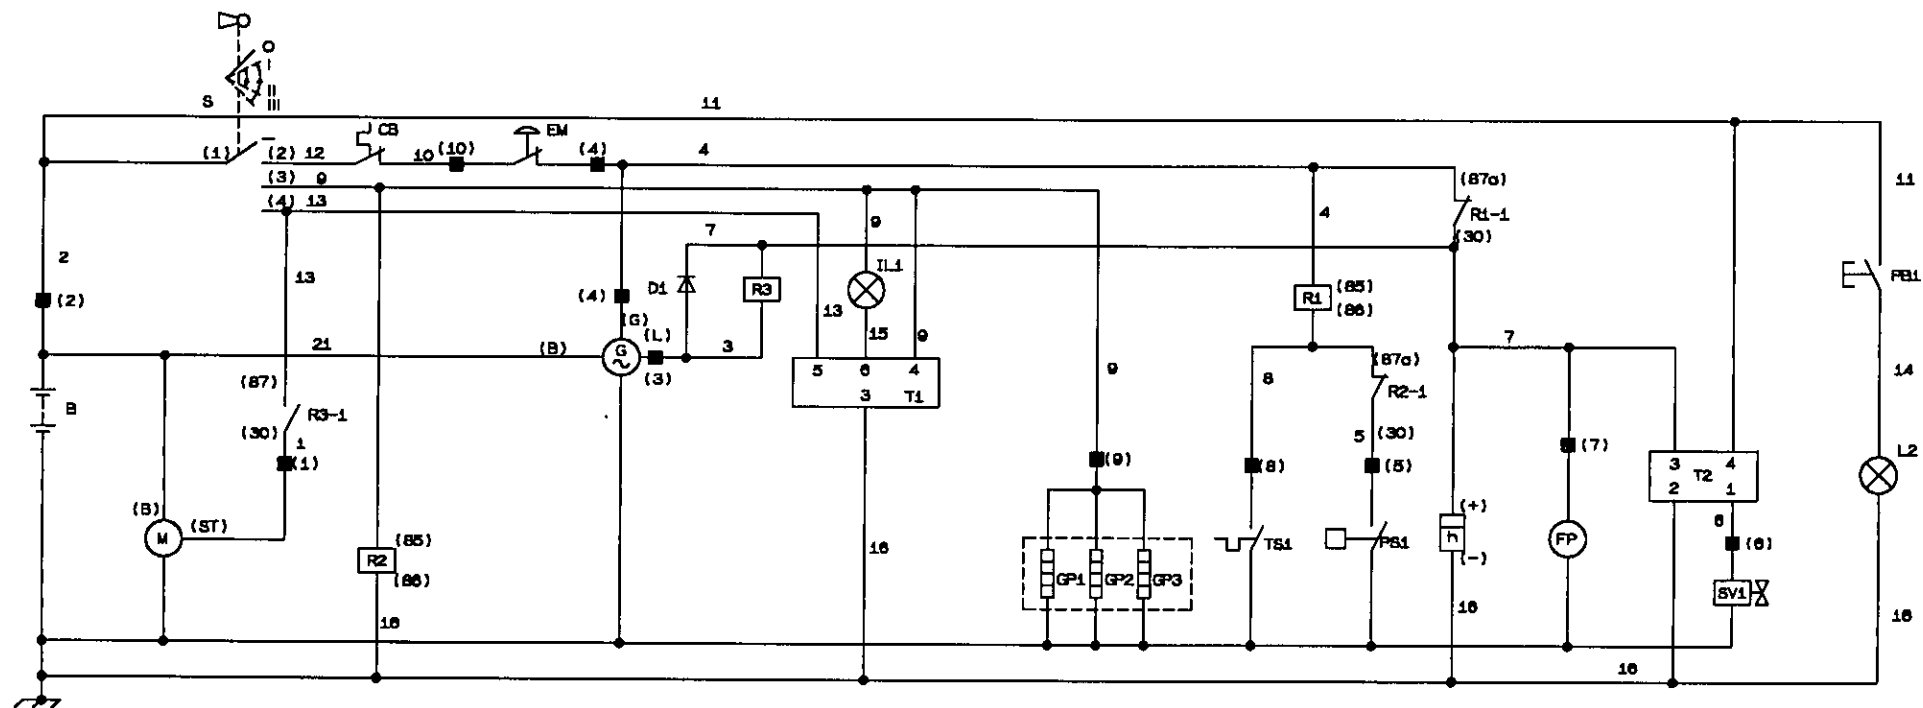 O
I
II
III
S
11
CB
EM
(1)
(2) 12
10
(10)
(4)
4
(3) 9
(4) 13
(87a)
11
4
R1-1
(30)
9
9
7
2
13
IL1
D1
R3
PB1
(2)
(4)
R1
(85)
(86)
(G)
13
(L)
15
9
21
(B)
G
3
(3)
7
(87)
5 6 4
3 T1
9
8
(87a)
R2-1
14
B
R3-1
(30)
1
(1)
5
(30)
(7)
(9)
(8)
(5)
L2
3 4
T2
2 1
(B)
(ST)
M
(+)
h
(-)
6
(6)
(85)
R2
(86)
16
TS1
PS1
FP
GP1
GP2
GP3
SV1
16
16
16
16